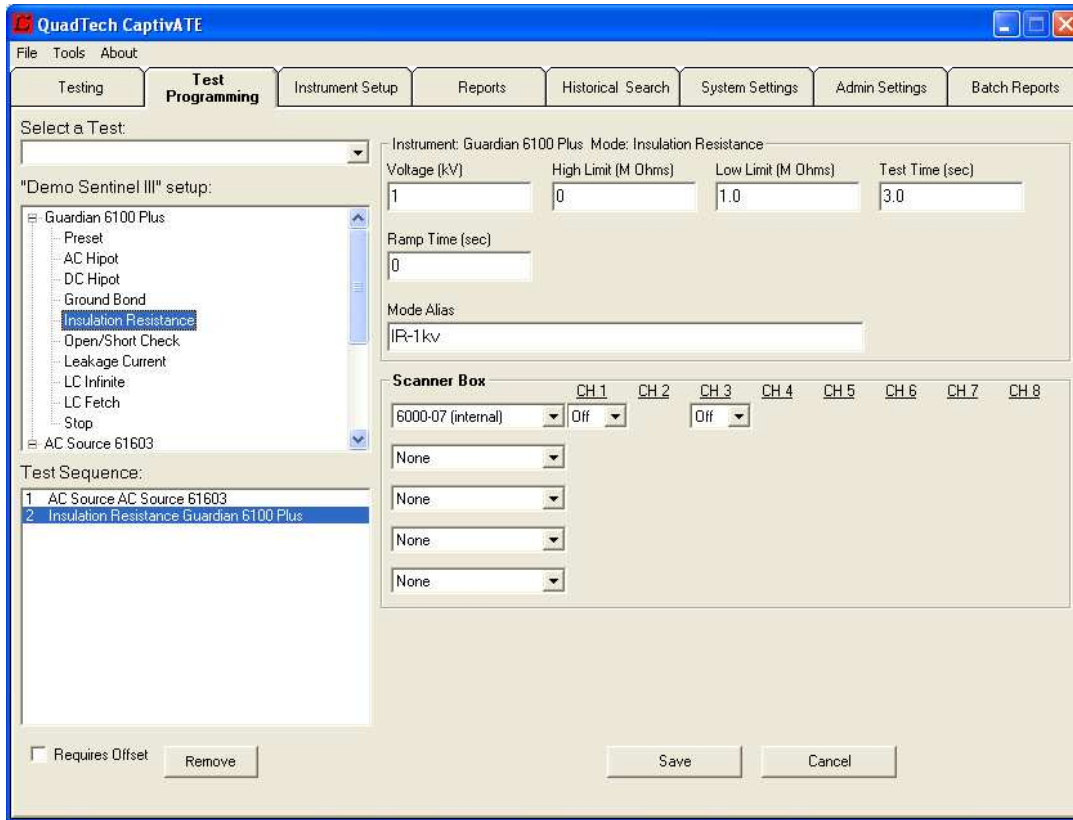 QuadTech CaptivATE
File Tools About
Testing
Test Programming
Instrument Setup
Reports
Historical Search
System Settings
Admin Settings
Batch Reports
Select a Test:
"Demo Sentinel III" setup:
Guardian 6100 Plus
Preset
AC Hipot
DC Hipot
Ground Bond
Insulation Resistance
Open/Short Check
Leakage Current
LC Infinite
LC Fetch
Stop
AC Source 61603
Test Sequence:
1 AC Source AC Source 61603
2 Insulation Resistance Guardian 6100 Plus
Requires Offset
Remove
Instrument: Guardian 6100 Plus Mode: Insulation Resistance
Voltage (kV) High Limit (M Ohms) Low Limit (M Ohms) Test Time (sec)
1 0 1.0 3.0
Ramp Time (sec)
0
Mode Alias
IR-1kv
Scanner Box
CH 1 CH 2 CH 3 CH 4 CH 5 CH 6 CH 7 CH 8
6000-07 (internal) Off Off
None
None
None
None
Save Cancel